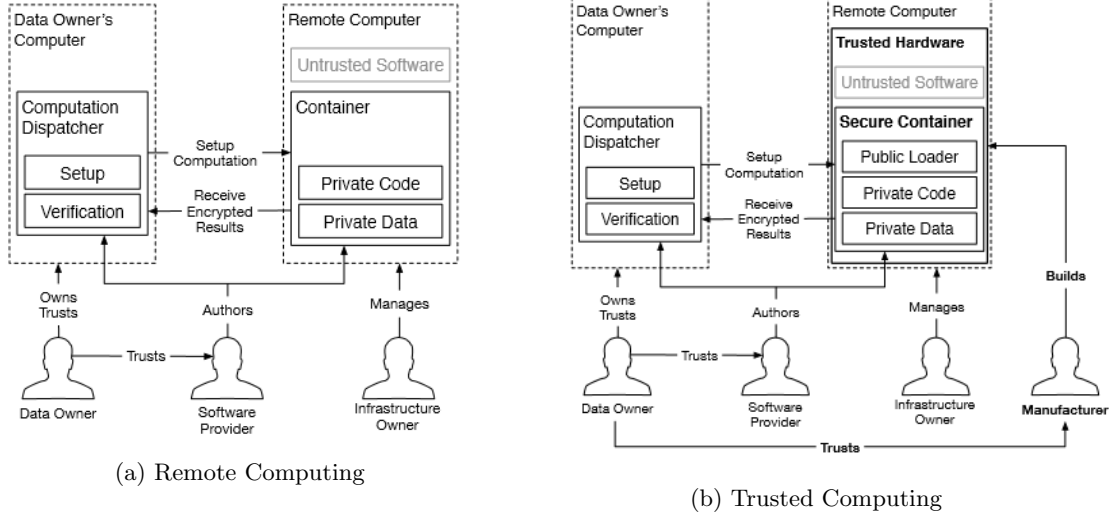 Data Owner's
Computer
Remote Computer
Untrusted Software
Computation
Dispatcher
Container
Setup
Verification
Setup
Computation
Receive
Encrypted
Results
Private Code
Private Data
Owns
Trusts
Authors
Manages
Trusts
Data Owner
Software
Provider
Infrastructure
Owner
(a) Remote Computing
Data Owner's
Computer
Remote Computer
Trusted Hardware
Untrusted Software
Computation
Dispatcher
Secure Container
Setup
Verification
Setup
Computation
Receive
Encrypted
Results
Public Loader
Private Code
Private Data
Owns
Trusts
Authors
Manages
Builds
Trusts
Data Owner
Software
Provider
Infrastructure
Owner
Manufacturer
Trusts
(b) Trusted Computing